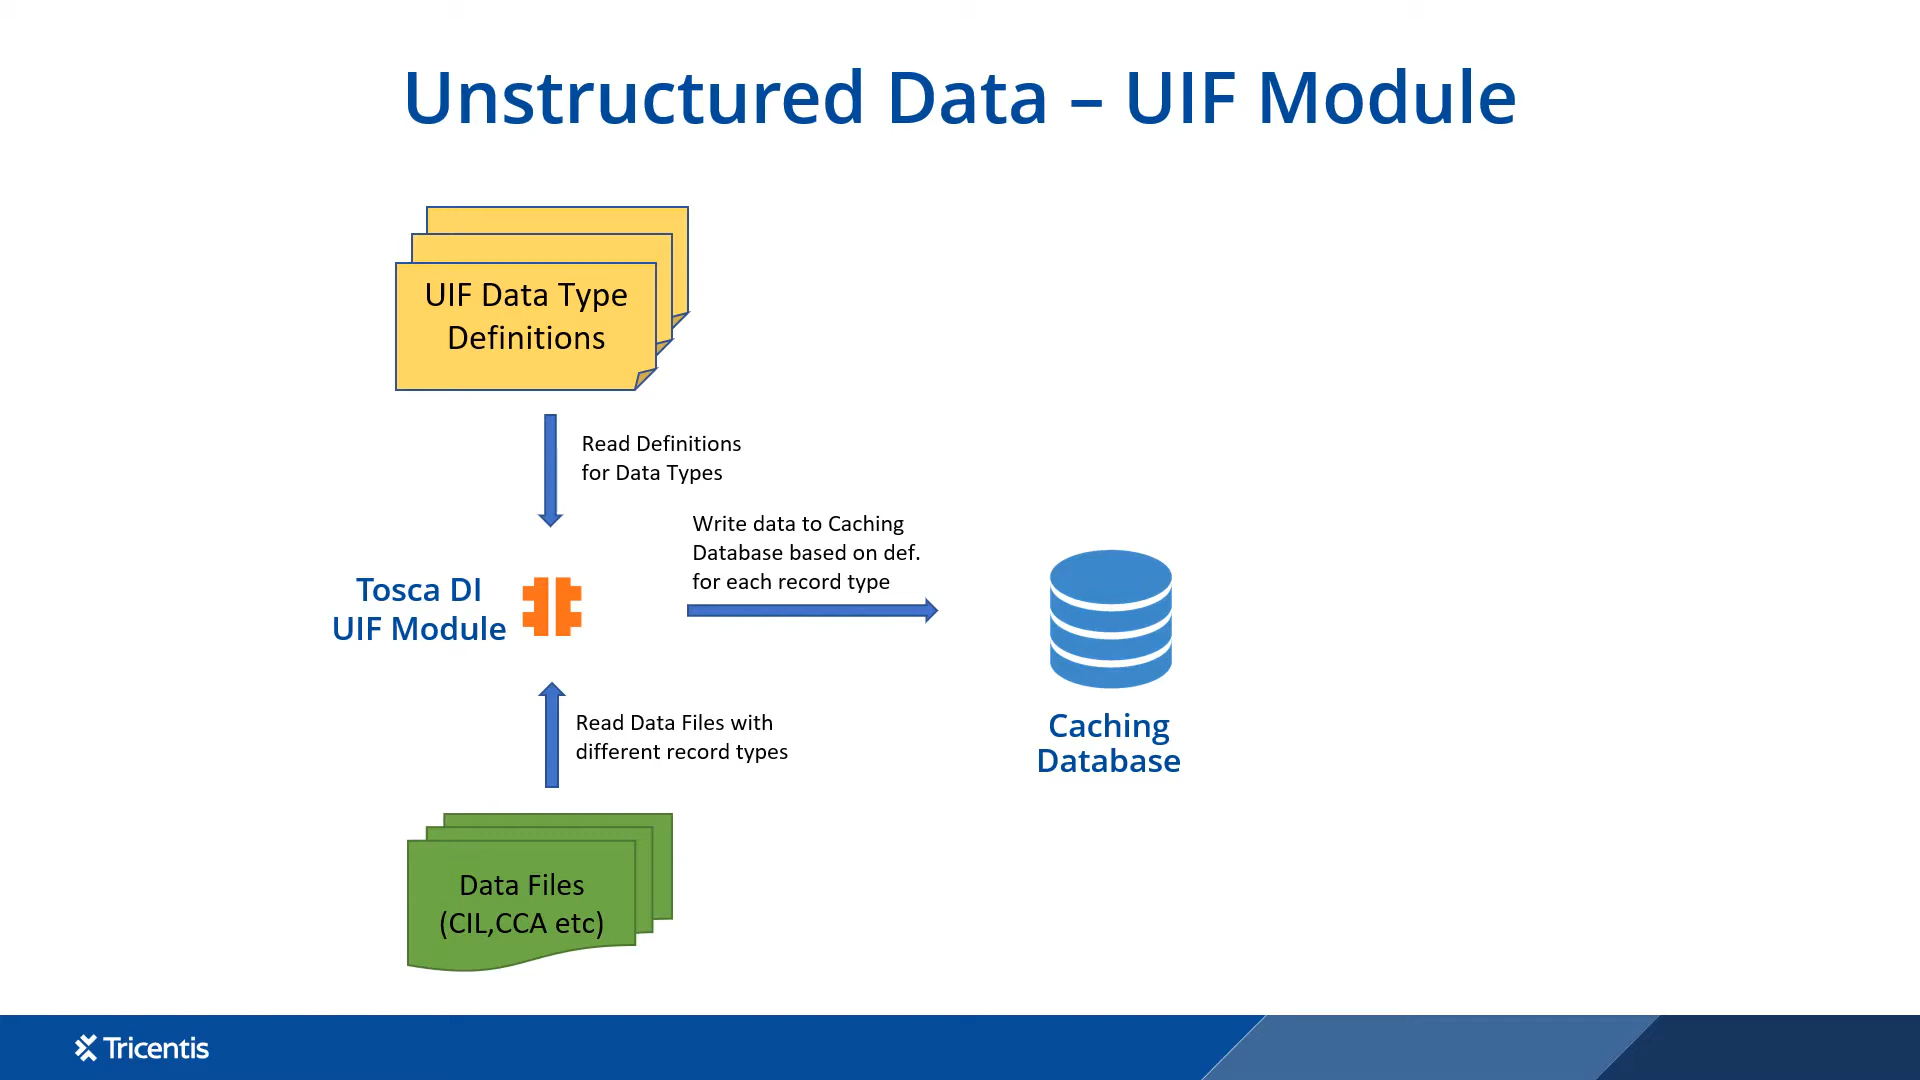 Unstructured Data – UIF Module
UIF Data Type
Definitions
Read Definitions
for Data Types
Write data to Caching
Database based on def.
for each record type
Tosca DI
UIF Module
Read Data Files with
different record types
Caching
Database
Data Files
(CIL,CCA etc)
Tricentis